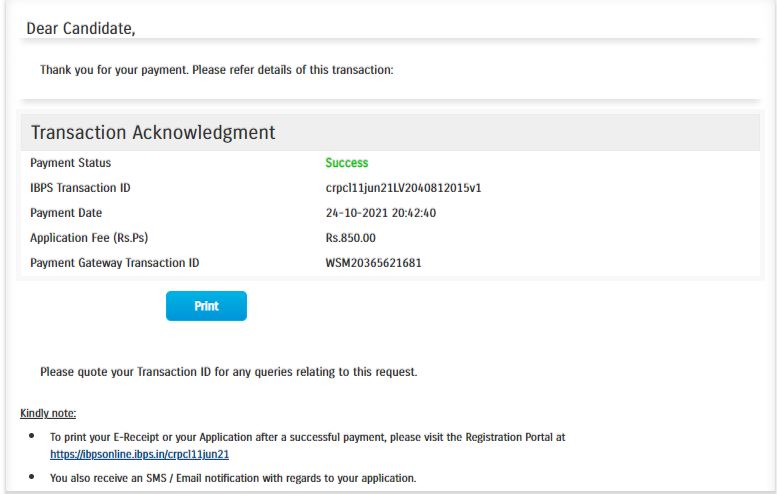 Dear Candidate,
Thank you for your payment. Please refer details of this transaction:
Transaction Acknowledgment
Payment Status Success
IBPS Transaction ID crpcl11jun21LV2040812015v1
Payment Date 24-10-2021 20:42:40
Application Fee (Rs.Ps) Rs.850.00
Payment Gateway Transaction ID WSM20365621681
Print
Please quote your Transaction ID for any queries relating to this request.
Kindly note:
• To print your E-Receipt or your Application after a successful payment, please visit the Registration Portal at
https://ibpsonline.ibps.in/crpcl11jun21
• You also receive an SMS / Email notification with regards to your application.